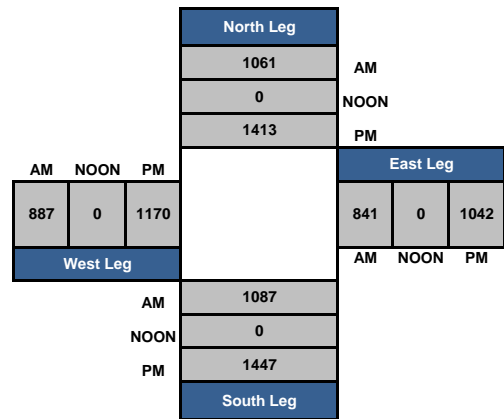 North Leg
1061 AM
0 NOON
1413 PM
AM NOON PM East Leg
887 0 1170 841 0 1042
West Leg AM NOON PM
AM 1087
NOON 0
PM 1447
South Leg